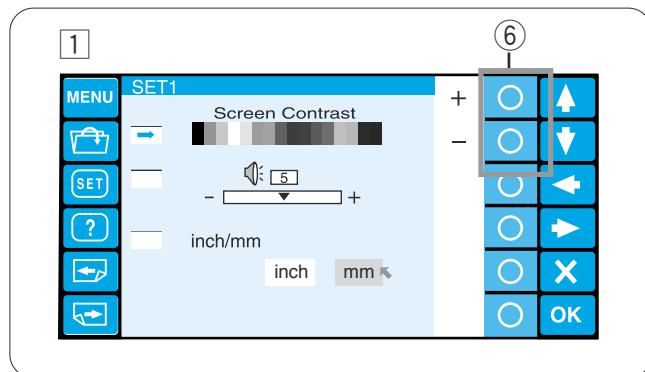 1
6
MENU
SET1
+
Screen Contrast
−
SET
5
- +
?
inch/mm
inch mm
OK